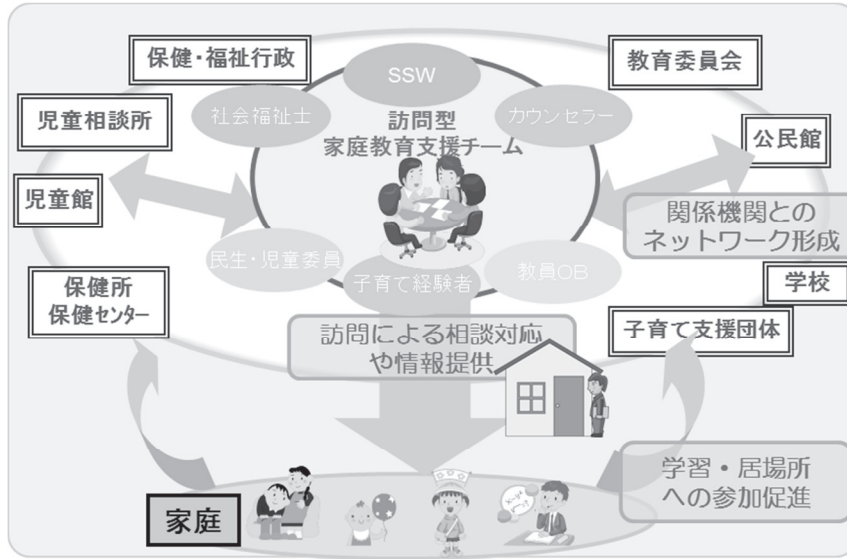 保健・福祉行政
SSW
教育委員会
児童相談所
社会福祉士
訪問型
家庭教育支援チーム
カウンセラー
公民館
児童館
関係機関との
ネットワーク形成
民生・児童委員
子育て経験者
教員OB
保健所
保健センター
学校
訪問による相談対応
や情報提供
子育て支援団体
学習・居場所
への参加促進
家庭